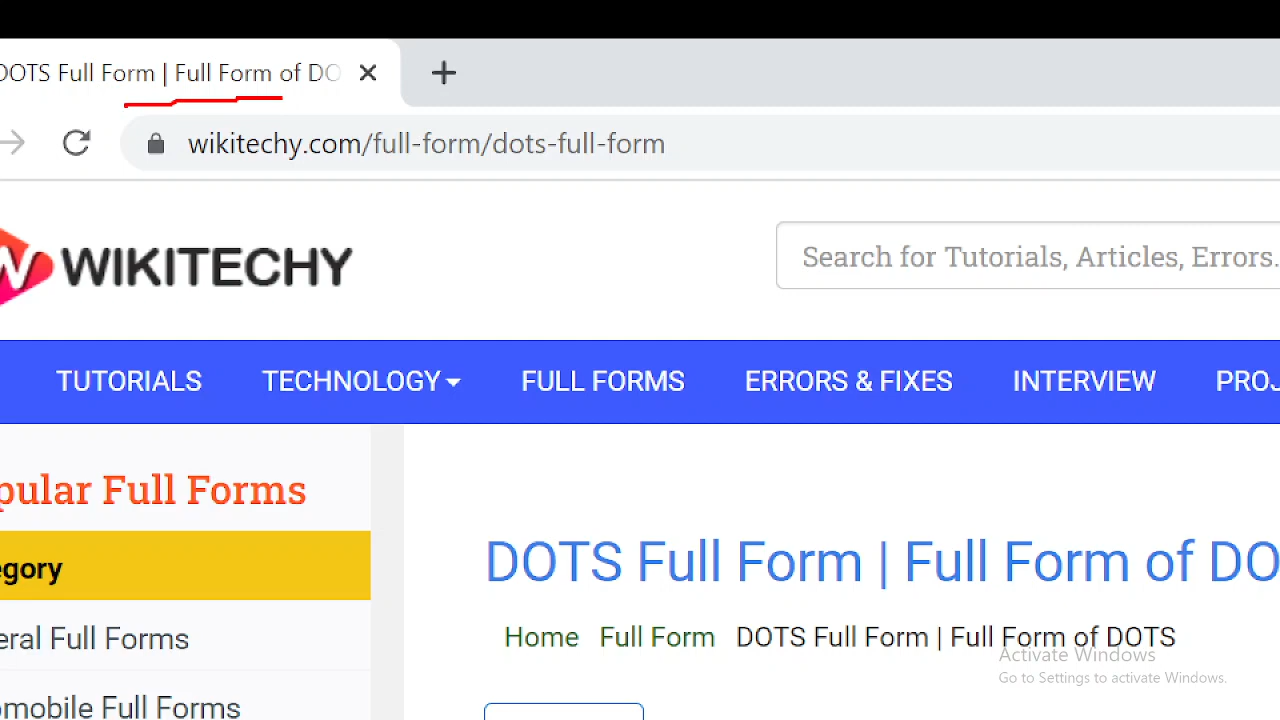 DOTS Full Form | Full Form of DO
wikitechy.com/full-form/dots-full-form
WIKITECHY
Search for Tutorials, Articles, Errors.
TUTORIALS TECHNOLOGY FULL FORMS ERRORS & FIXES INTERVIEW PROJ
pular Full Forms
egory
DOTS Full Form | Full Form of DO
eral Full Forms
Home Full Form DOTS Full Form | Full Form of DOTS
Activate Windows
Go to Settings to activate Windows.
omobile Full Forms